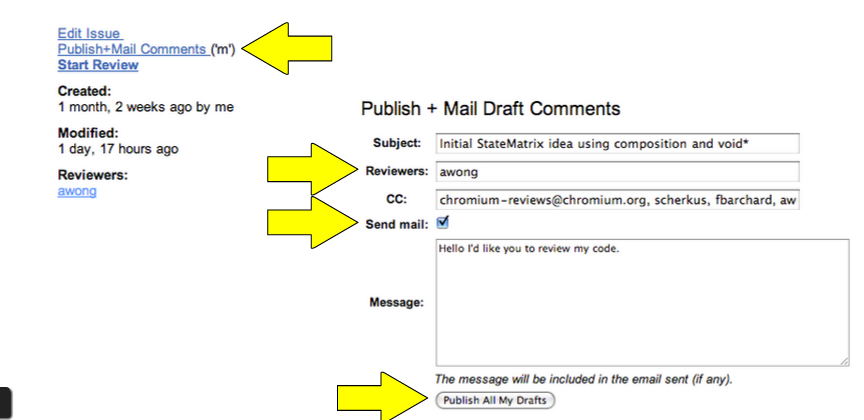 Edit Issue
Publish+Mail Comments ('m')
Start Review
Created:
1 month, 2 weeks ago by me
Modified:
1 day, 17 hours ago
Reviewers:
awong
Publish + Mail Draft Comments
Subject: Initial StateMatrix idea using composition and void*
Reviewers: awong
CC: chromium-reviews@chromium.org, scherkus, fbarchard, aw
Send mail:
Hello I'd like you to review my code.
Message:
The message will be included in the email sent (if any).
Publish All My Drafts